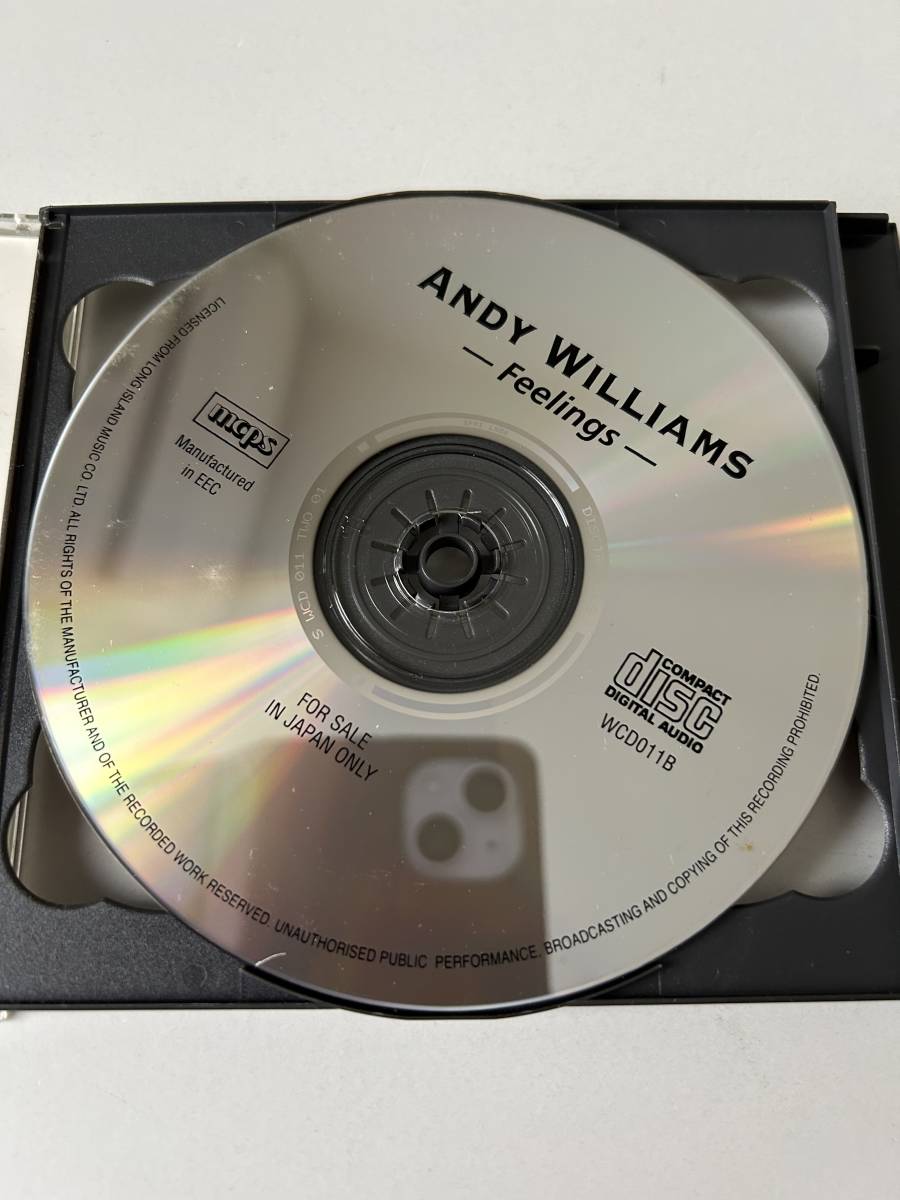 ANDY WILLIAMS
— Feelings —
mcps
Manufactured
in EEC
S WCD 011 TWO 01
FOR SALE
IN JAPAN ONLY
COMPACT
disc
DIGITAL AUDIO
WCD011B
LICENSED FROM LONG ISLAND MUSIC CO. LTD. ALL RIGHTS OF THE MANUFACTURER AND OF THE RECORDED WORK RESERVED. UNAUTHORISED PUBLIC PERFORMANCE. BROADCASTING AND COPYING OF THIS RECORDING PROHIBITED.